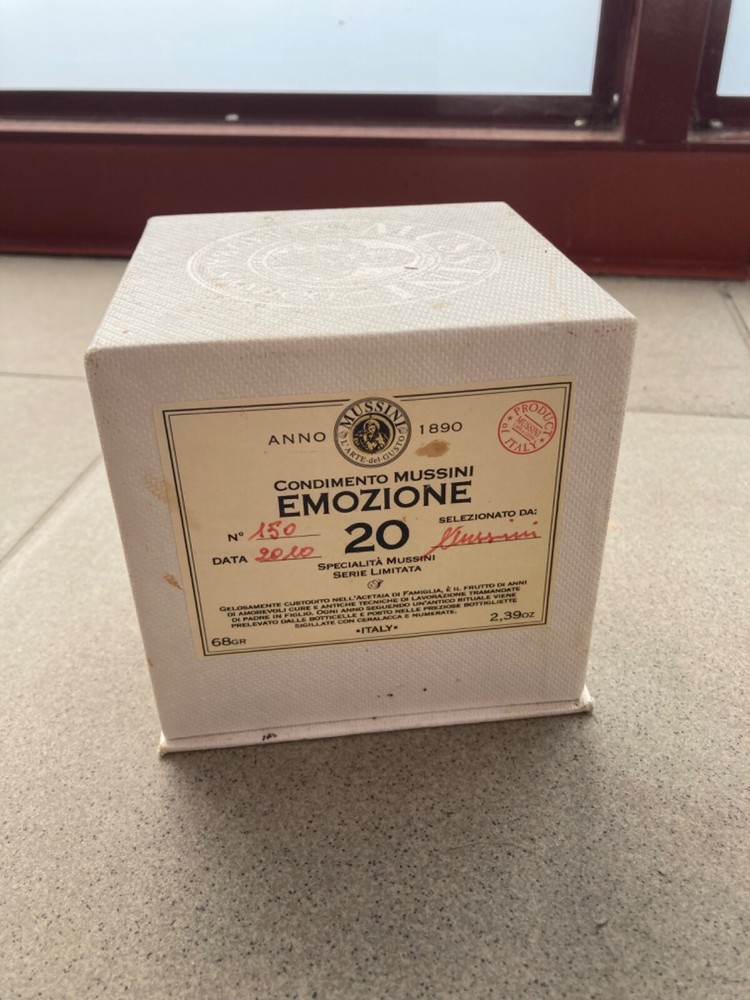 MUSSINI
ANNO 1890
MUSSINI
L'ARTE del GUSTO
PRODUCT of ITALY
MUSSINI
CONDIMENTO MUSSINI
EMOZIONE
20
N° 150
DATA 2010
SELEZIONATO DA:
Mussini
SPECIALITÀ MUSSINI
SERIE LIMITATA
GELOSAMENTE CUSTODITO NELL'ACETAIA DI FAMIGLIA, È IL FRUTTO DI ANNI
DI AMOREVOLI CURE E ANTICHE TECNICHE DI LAVORAZIONE TRAMANDATE
DI PADRE IN FIGLIO. OGNI ANNO SEGUENDO UN'ANTICO RITUALE VIENE
PRELEVATO DALLE BOTTICELLE E PORTO NELLE PREZIOSE BOTTIGLIETTE
SIGILLATE CON CERALACCA E NUMERATE.
68GR
•ITALY•
2,39OZ